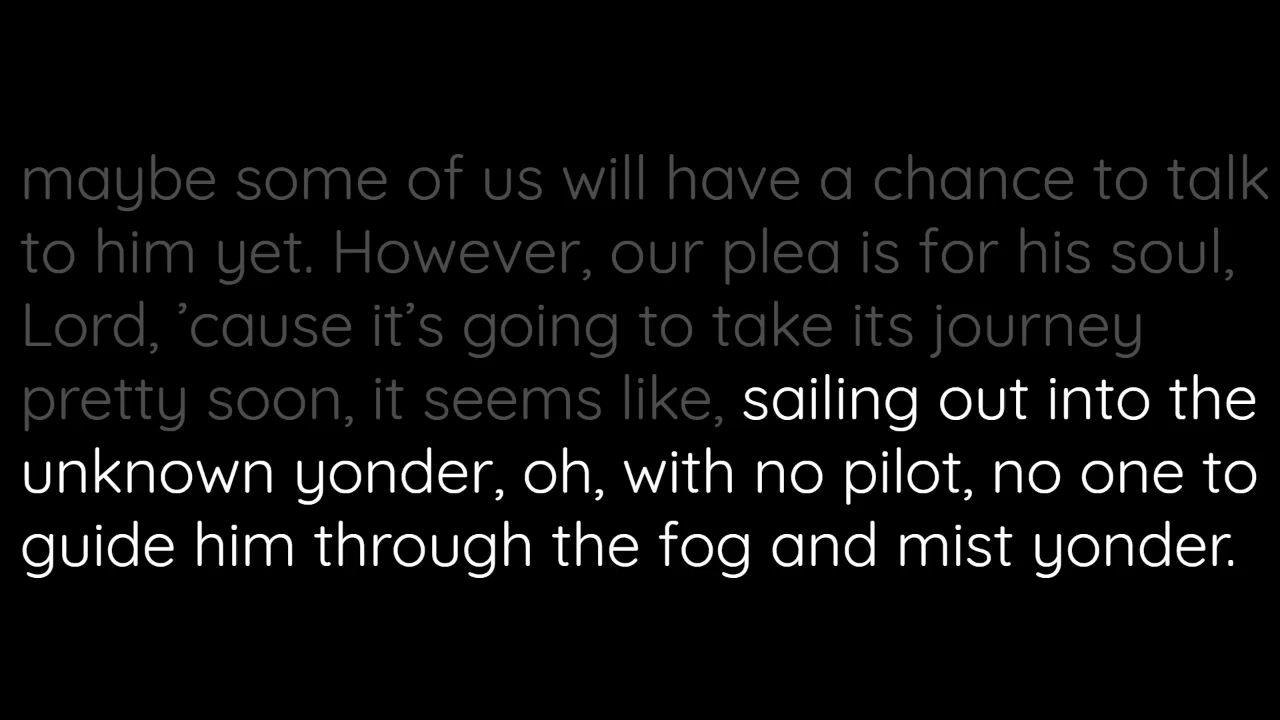 maybe some of us will have a chance to talk
to him yet. However, our plea is for his soul,
Lord, ’cause it’s going to take its journey
pretty soon, it seems like, sailing out into the
unknown yonder, oh, with no pilot, no one to
guide him through the fog and mist yonder.